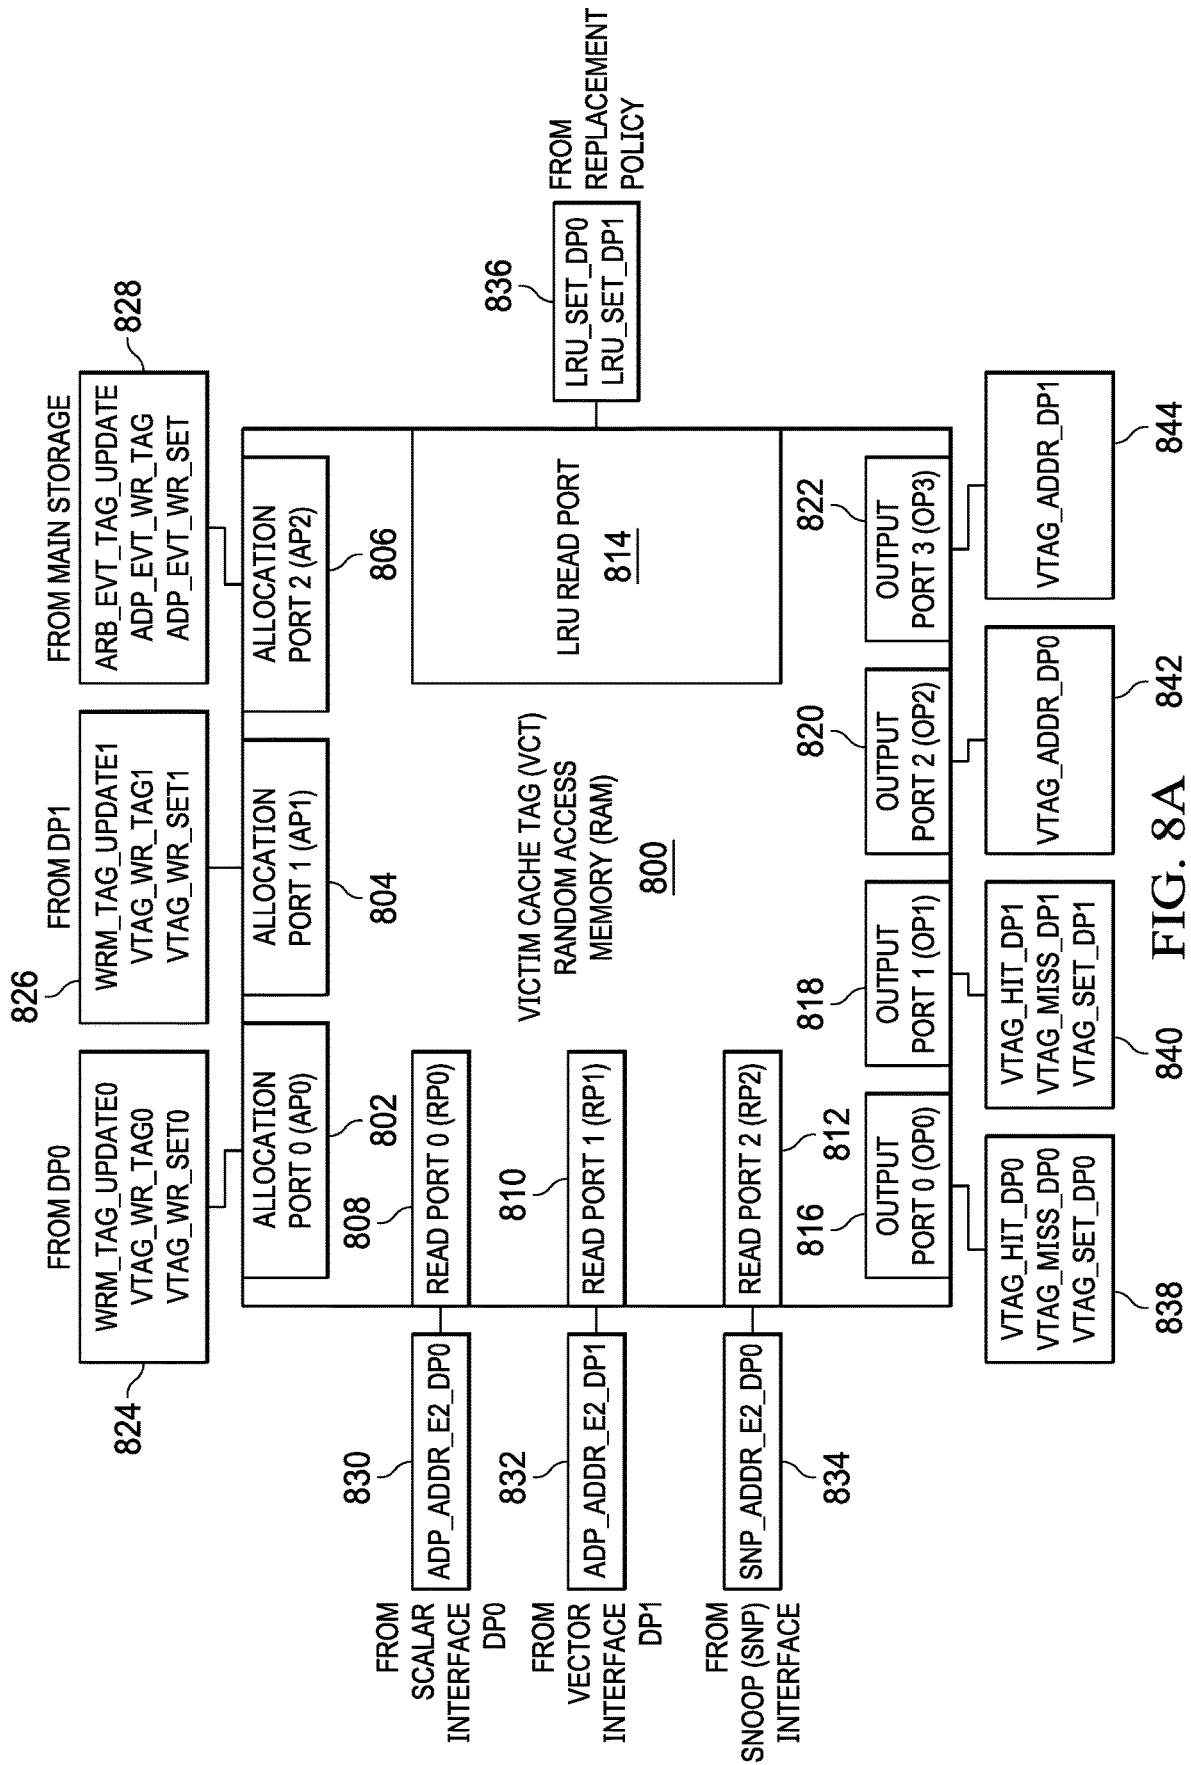 FROM DP0
WRM_TAG_UPDATE0
VTAG_WR_TAG0
VTAG_WR_SET0
824
FROM DP1
826
WRM_TAG_UPDATE1
VTAG_WR_TAG1
VTAG_WR_SET1
FROM MAIN STORAGE
ARB_EVT_TAG_UPDATE
ADP_EVT_WR_TAG
ADP_EVT_WR_SET
828
ALLOCATION
PORT 0 (AP0)
802
ALLOCATION
PORT 1 (AP1)
804
ALLOCATION
PORT 2 (AP2)
806
FROM
SCALAR
INTERFACE
DP0
830
ADP_ADDR_E2_DP0
808
READ PORT 0 (RP0)
FROM
VECTOR
INTERFACE
DP1
832
ADP_ADDR_E2_DP1
810
READ PORT 1 (RP1)
FROM
SNOOP (SNP)
INTERFACE
SNP_ADDR_E2_DP0
834
READ PORT 2 (RP2)
812
VICTIM CACHE TAG (VCT)
RANDOM ACCESS
MEMORY (RAM)
800
LRU READ PORT
814
836
LRU_SET_DP0
LRU_SET_DP1
FROM
REPLACEMENT
POLICY
816
OUTPUT
PORT 0 (OP0)
818
OUTPUT
PORT 1 (OP1)
820
OUTPUT
PORT 2 (OP2)
822
OUTPUT
PORT 3 (OP3)
VTAG_HIT_DP0
VTAG_MISS_DP0
VTAG_SET_DP0
838
VTAG_HIT_DP1
VTAG_MISS_DP1
VTAG_SET_DP1
840
VTAG_ADDR_DP0
842
VTAG_ADDR_DP1
844
FIG. 8A